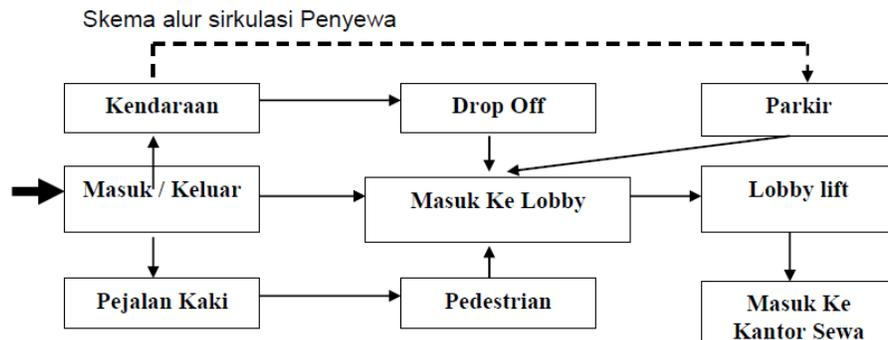 Skema alur sirkulasi Penyewa
Kendaraan
Drop Off
Parkir
Masuk / Keluar
Masuk Ke Lobby
Lobby lift
Pejalan Kaki
Pedestrian
Masuk Ke
Kantor Sewa